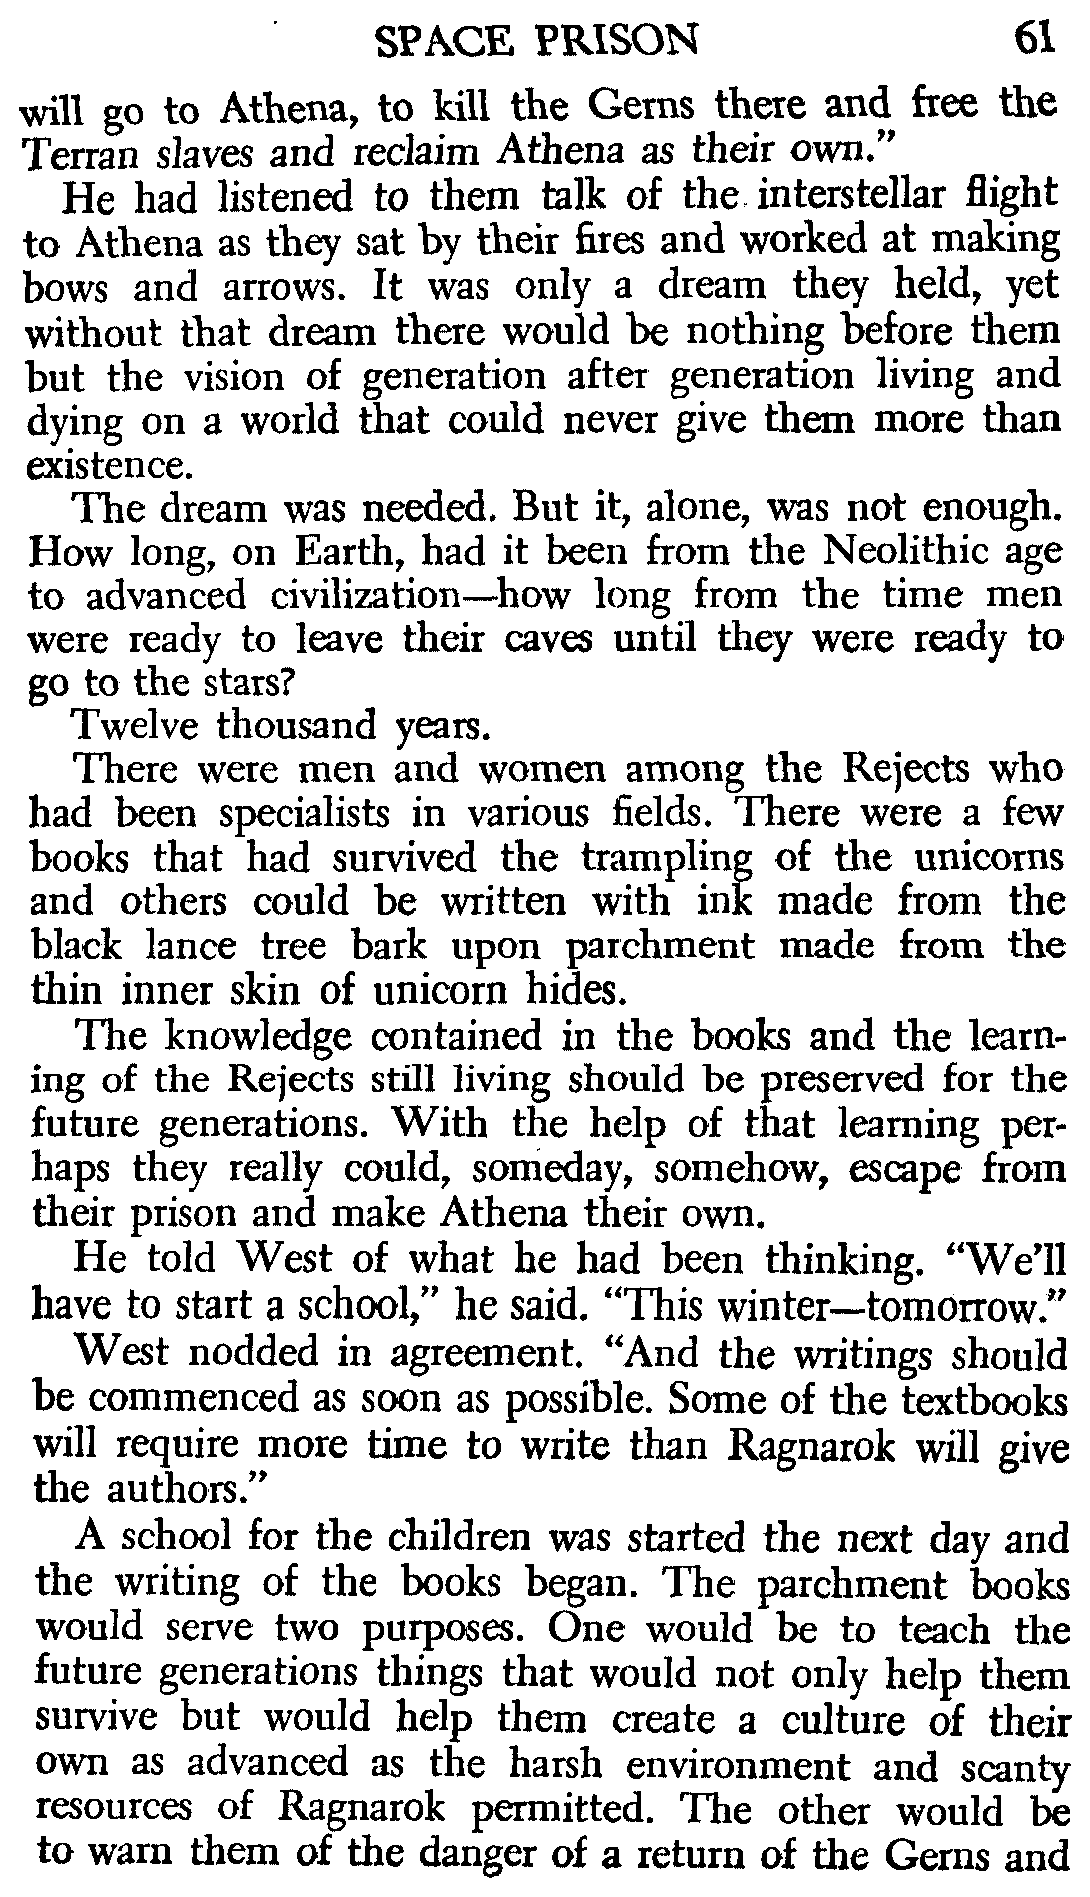 SPACE PRISON 61
will go to Athena, to kill the Gerns there and free the
Terran slaves and reclaim Athena as their own.”
He had listened to them talk of the interstellar flight
to Athena as they sat by their fires and worked at making
bows and arrows. It was only a dream they held, yet
without that dream there would be nothing before them
but the vision of generation after generation living and
dying on a world that could never give them more than
existence.
The dream was needed. But it, alone, was not enough.
How long, on Earth, had it been from the Neolithic age
to advanced civilization—how long from the time men
were ready to leave their caves until they were ready to
go to the stars?
Twelve thousand years.
There were men and women among the Rejects who
had been specialists in various fields. There were a few
books that had survived the trampling of the unicorns
and others could be written with ink made from the
black lance tree bark upon parchment made from the
thin inner skin of unicorn hides.
The knowledge contained in the books and the learn-
ing of the Rejects still living should be preserved for the
future generations. With the help of that learning per-
haps they really could, someday, somehow, escape from
their prison and make Athena their own.
He told West of what he had been thinking. “We’ll
have to start a school,” he said. “This winter—tomorrow.”
West nodded in agreement. “And the writings should
be commenced as soon as possible. Some of the textbooks
will require more time to write than Ragnarok will give
the authors.”
A school for the children was started the next day and
the writing of the books began. The parchment books
would serve two purposes. One would be to teach the
future generations things that would not only help them
survive but would help them create a culture of their
own as advanced as the harsh environment and scanty
resources of Ragnarok permitted. The other would be
to warn them of the danger of a return of the Gerns and